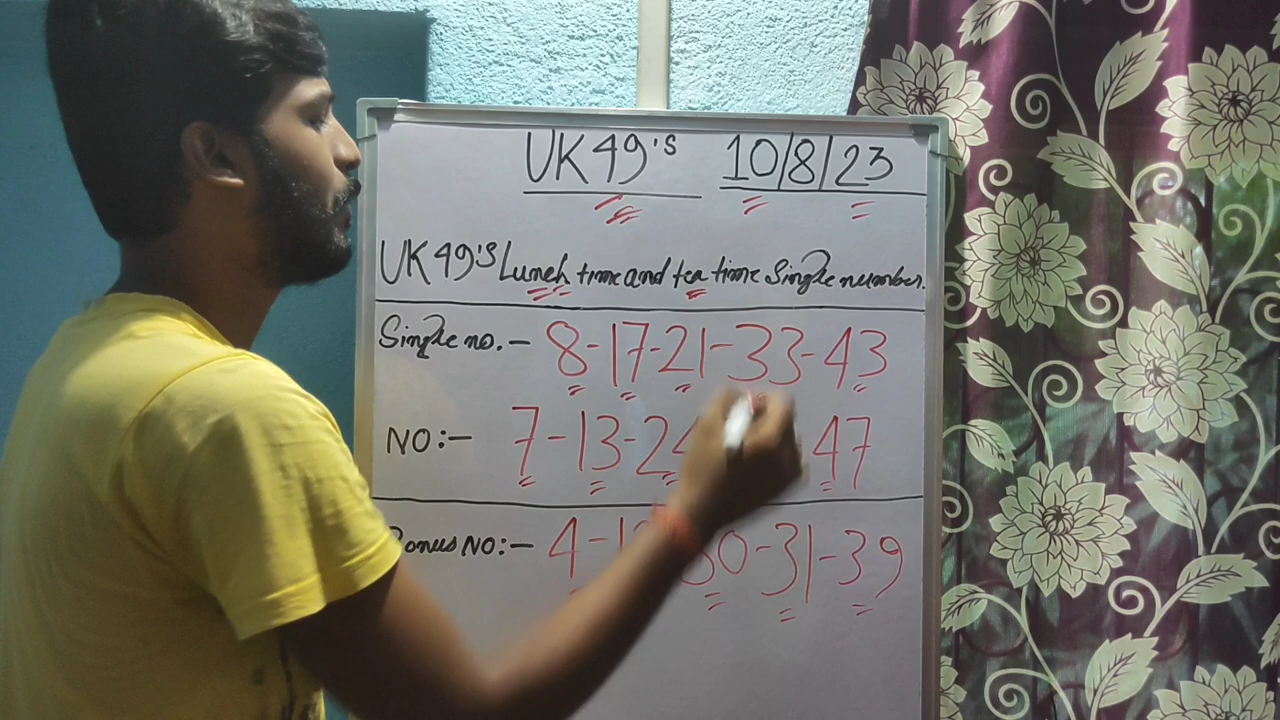 UK 49's 10/8/23
UK 49's Lunch time and tea time Single number.
Single no. - 8-17-21-33-43
NO:- 7-13-24 47
Bonus NO:- 4- 30-31-39